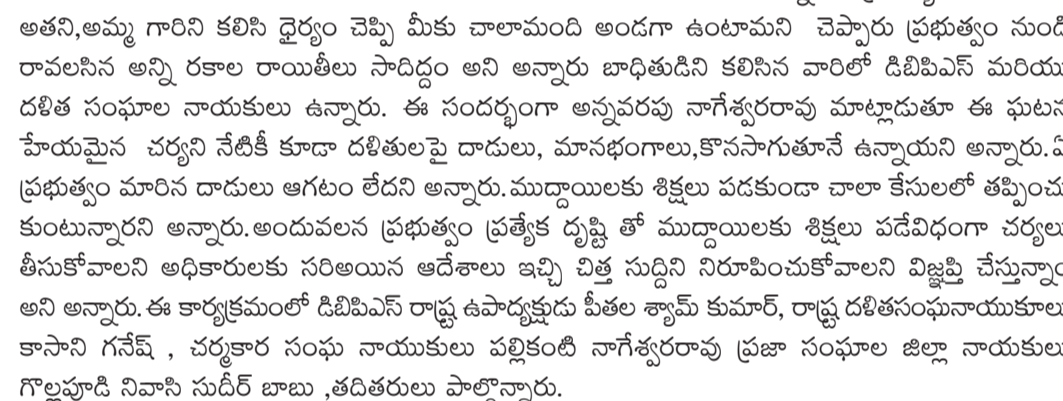 అతని,అమ్మ గారిని కలిసి ధైర్యం చెప్పి మీకు చాలామంది అండగా ఉంటామని చెప్పారు ప్రభుత్వం నుండి
రావలసిన అన్ని రకాల రాయితీలు సాదిద్దం అని అన్నారు బాధితుడిని కలిసిన వారిలో డిబిపిఎస్ మరియు
దళిత సంఘాల నాయకులు ఉన్నారు. ఈ సందర్భంగా అన్నవరపు నాగేశ్వరరావు మాట్లాడుతూ ఈ ఘటన
హేయమైన చర్యని నేటికీ కూడా దళితులపై దాడులు, మానభంగాలు,కొనసాగుతూనే ఉన్నాయని అన్నారు.
ప్రభుత్వం మారిన దాడులు ఆగటం లేదని అన్నారు.ముద్దాయిలకు శిక్షలు పడకుండా చాలా కేసులలో తప్పించు
కుంటున్నారని అన్నారు.అందువలన ప్రభుత్వం ప్రత్యేక దృష్టి తో ముద్దాయిలకు శిక్షలు పడేవిధంగా చర్యలు
తీసుకోవాలని అధికారులకు సరిఅయిన ఆదేశాలు ఇచ్చి చిత్త సుద్దిని నిరూపించుకోవాలని విజ్ఞప్తి చేస్తున్నాం
అని అన్నారు.ఈ కార్యక్రమంలో డిబిపిఎస్ రాష్ట్ర ఉపాద్యక్షుడు పీతల శ్యామ్ కుమార్, రాష్ట్ర దళితసంఘనాయుకూలు
కాసాని గనేష్ , చర్మకార సంఘ నాయుకులు పల్లికంటి నాగేశ్వరరావు ప్రజా సంఘాల జిల్లా నాయకులు
గొల్లపూడి నివాసి సుదీర్ బాబు ,తదితరులు పాల్గొన్నారు.